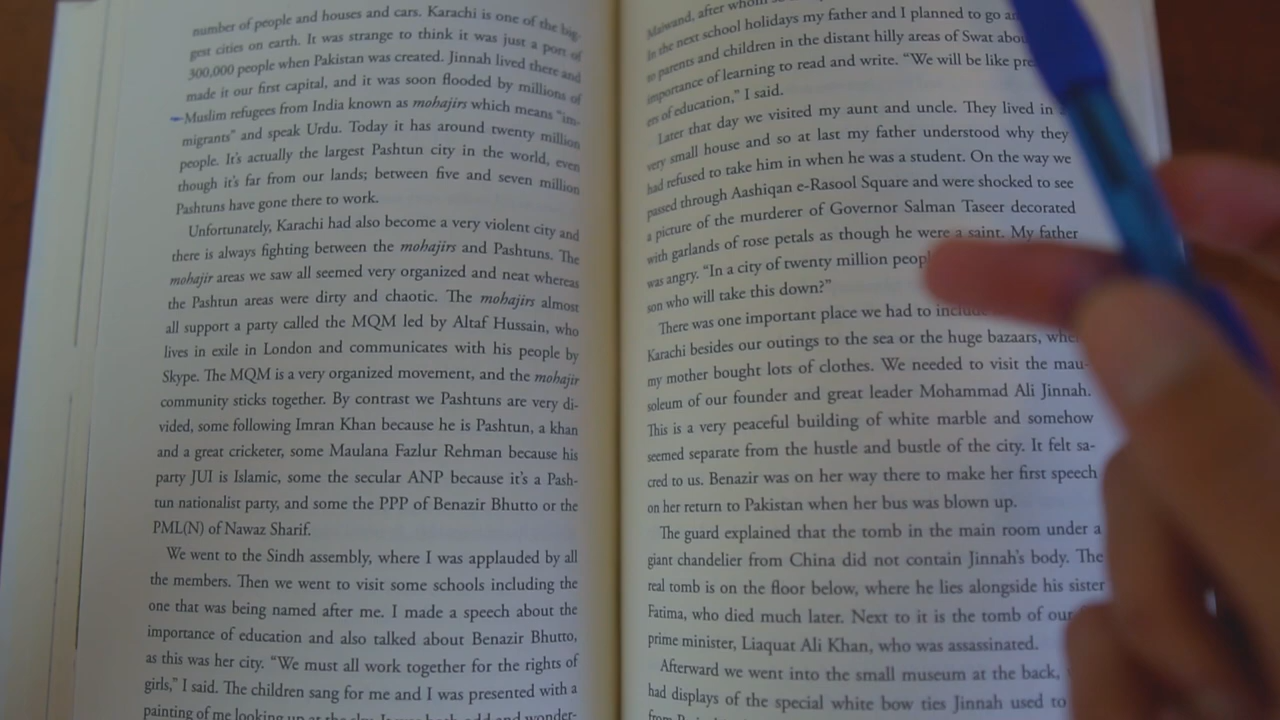 number of people and houses and cars. Karachi is one of the big-
gest cities on earth. It was strange to think it was just a port of
300,000 people when Pakistan was created. Jinnah lived there and
made it our first capital, and it was soon flooded by millions of
Muslim refugees from India known as mohajirs which means “im-
migrants” and speak Urdu. Today it has around twenty million
people. It’s actually the largest Pashtun city in the world, even
though it’s far from our lands; between five and seven million
Pashtuns have gone there to work.
Unfortunately, Karachi had also become a very violent city and
there is always fighting between the mohajirs and Pashtuns. The
mohajir areas we saw all seemed very organized and neat whereas
the Pashtun areas were dirty and chaotic. The mohajirs almost
all support a party called the MQM led by Altaf Hussain, who
lives in exile in London and communicates with his people by
Skype. The MQM is a very organized movement, and the mohajir
community sticks together. By contrast we Pashtuns are very di-
vided, some following Imran Khan because he is Pashtun, a khan
and a great cricketer, some Maulana Fazlur Rehman because his
party JUI is Islamic, some the secular ANP because it’s a Pash-
tun nationalist party, and some the PPP of Benazir Bhutto or the
PML(N) of Nawaz Sharif.
We went to the Sindh assembly, where I was applauded by all
the members. Then we went to visit some schools including the
one that was being named after me. I made a speech about the
importance of education and also talked about Benazir Bhutto,
as this was her city. “We must all work together for the rights of
girls,” I said. The children sang for me and I was presented with a
painting of me looking up at the
Maiwand, after whom
In the next school holidays my father and I planned to go
to parents and children in the distant hilly areas of Swat
importance of learning to read and write. “We will be like
ers of education,” I said.
Later that day we visited my aunt and uncle. They lived in
very small house and so at last my father understood why they
had refused to take him in when he was a student. On the way we
passed through Aashiqan e-Rasool Square and were shocked to see
a picture of the murderer of Governor Salman Taseer decorated
with garlands of rose petals as though he were a saint. My father
was angry. “In a city of twenty million
son who will take this down?”
There was one important place we had to
Karachi besides our outings to the sea or the huge bazaars,
my mother bought lots of clothes. We needed to visit the mau-
soleum of our founder and great leader Mohammad Ali Jinnah.
This is a very peaceful building of white marble and somehow
seemed separate from the hustle and bustle of the city. It felt sa-
cred to us. Benazir was on her way there to make her first speech
on her return to Pakistan when her bus was blown up.
The guard explained that the tomb in the main room under a
giant chandelier from China did not contain Jinnah’s body. The
real tomb is on the floor below, where he lies alongside his sister
Fatima, who died much later. Next to it is the tomb of our
prime minister, Liaquat Ali Khan, who was assassinated.
Afterward we went into the small museum at the back,
had displays of the special white bow ties Jinnah used to
from